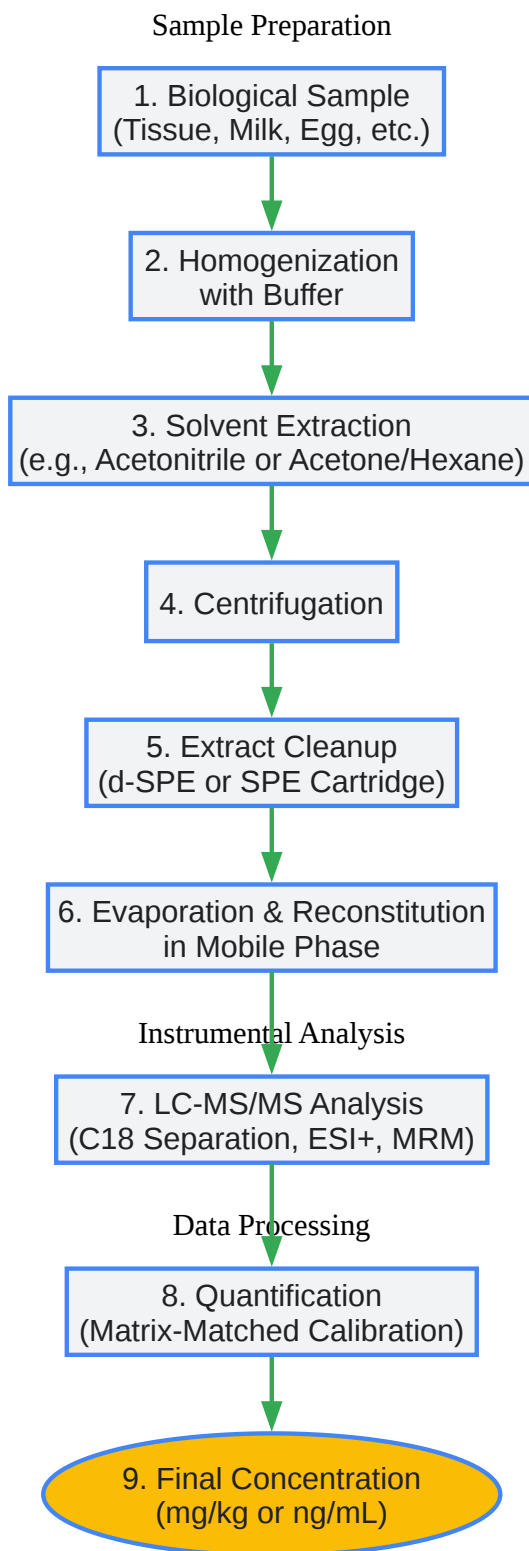 Sample Preparation
1. Biological Sample
(Tissue, Milk, Egg, etc.)
2. Homogenization
with Buffer
3. Solvent Extraction
(e.g., Acetonitrile or Acetone/Hexane)
4. Centrifugation
5. Extract Cleanup
(d-SPE or SPE Cartridge)
6. Evaporation & Reconstitution
in Mobile Phase
Instrumental Analysis
7. LC-MS/MS Analysis
(C18 Separation, ESI+, MRM)
Data Processing
8. Quantification
(Matrix-Matched Calibration)
9. Final Concentration
(mg/kg or ng/mL)